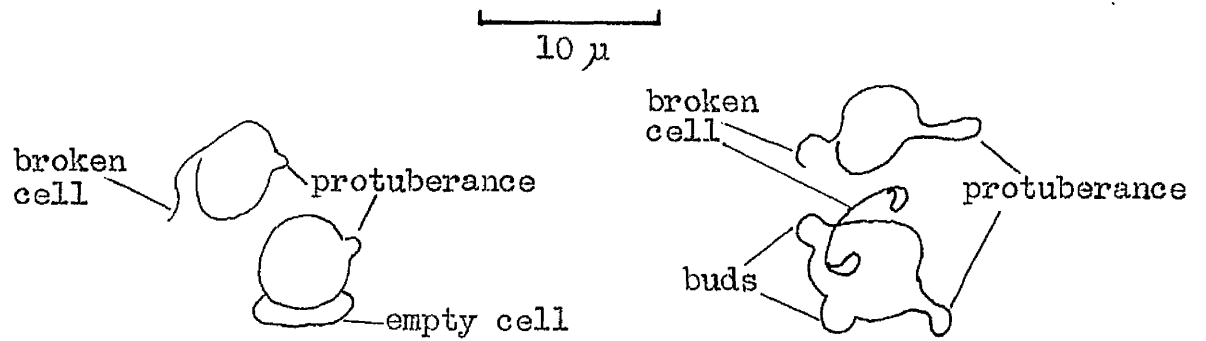 10 μ
broken
cell
protuberance
empty cell
broken
cell
protuberance
buds